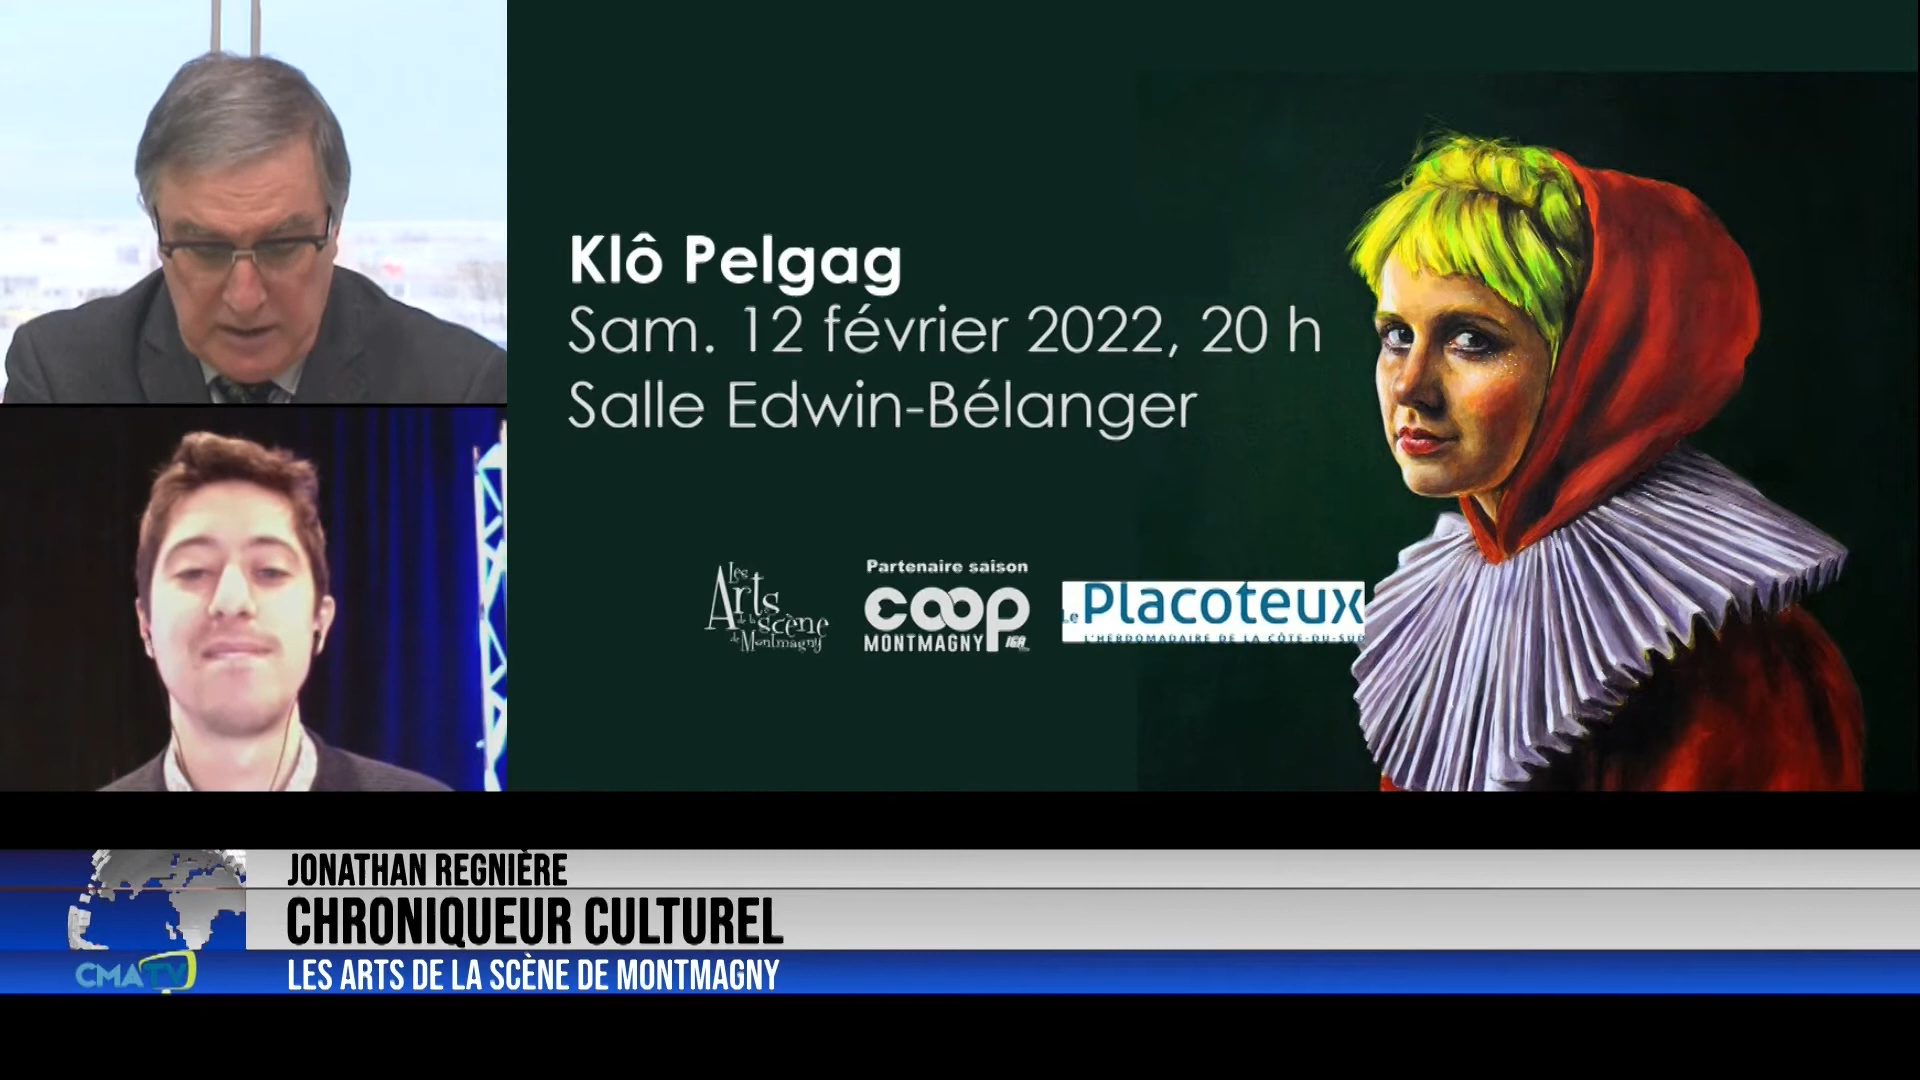 Klô Pelgag
Sam. 12 février 2022, 20 h
Salle Edwin-Bélanger
Les Arts de la scène de Montmagny
Partenaire saison
coop
MONTMAGNY IGA
Le Placoteux
L'HEBDOMADAIRE DE LA CÔTE-DU-SUD
JONATHAN REGNIÈRE
CHRONIQUEUR CULTUREL
CMATV
LES ARTS DE LA SCÈNE DE MONTMAGNY